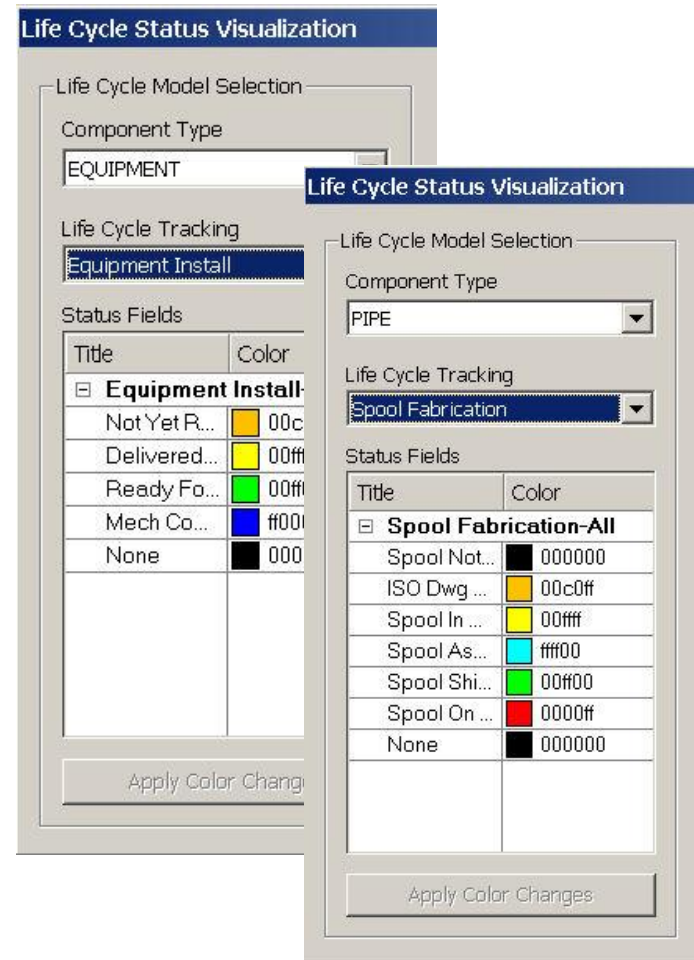 Life Cycle Status Visualization
Life Cycle Model Selection
Component Type
EQUIPMENT
Life Cycle Tracking
Equipment Install
Status Fields
Title Color
Equipment Install-
Not Yet R... 00c
Delivered... 00fff
Ready Fo... 00ff
Mech Co... ff00
None 000
Apply Color Chang
Life Cycle Status Visualization
Life Cycle Model Selection
Component Type
PIPE
Life Cycle Tracking
Spool Fabrication
Status Fields
Title Color
Spool Fabrication-All
Spool Not... 000000
ISO Dwg ... 00c0ff
Spool In ... 00ffff
Spool As... ffff00
Spool Shi... 00ff00
Spool On ... 0000ff
None 000000
Apply Color Changes